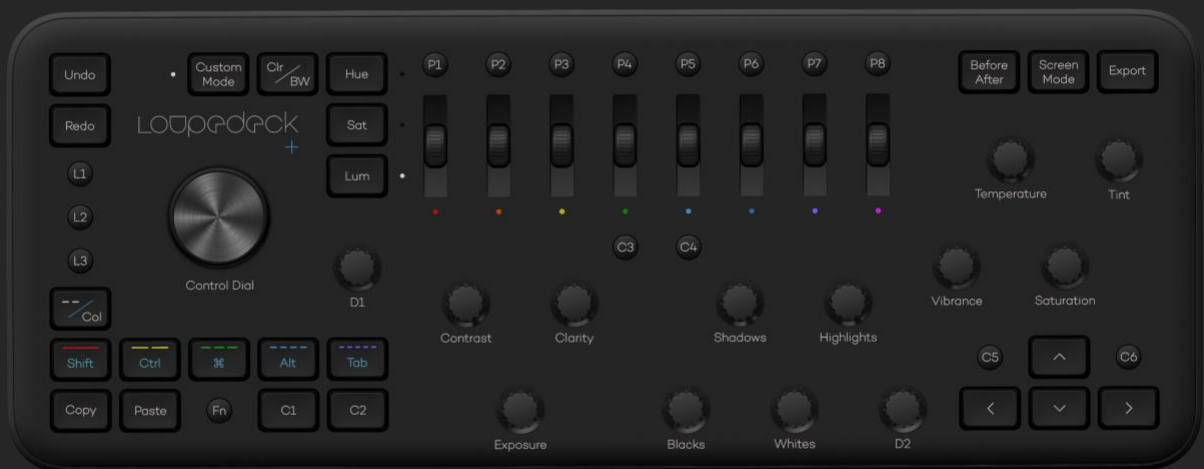 Undo
Custom
Mode
Clr
BW
Hue
P1
P2
P3
P4
P5
P6
P7
P8
Before
After
Screen
Mode
Export
Redo
Loupedeck
+
Sat
Lum
L1
L2
L3
Control Dial
D1
C3
C4
Temperature
Tint
Vibrance
Saturation
Col
Contrast
Clarity
Shadows
Highlights
Shift
Ctrl
⌘
Alt
Tab
C5
C6
Copy
Paste
Fn
C1
C2
Exposure
Blacks
Whites
D2